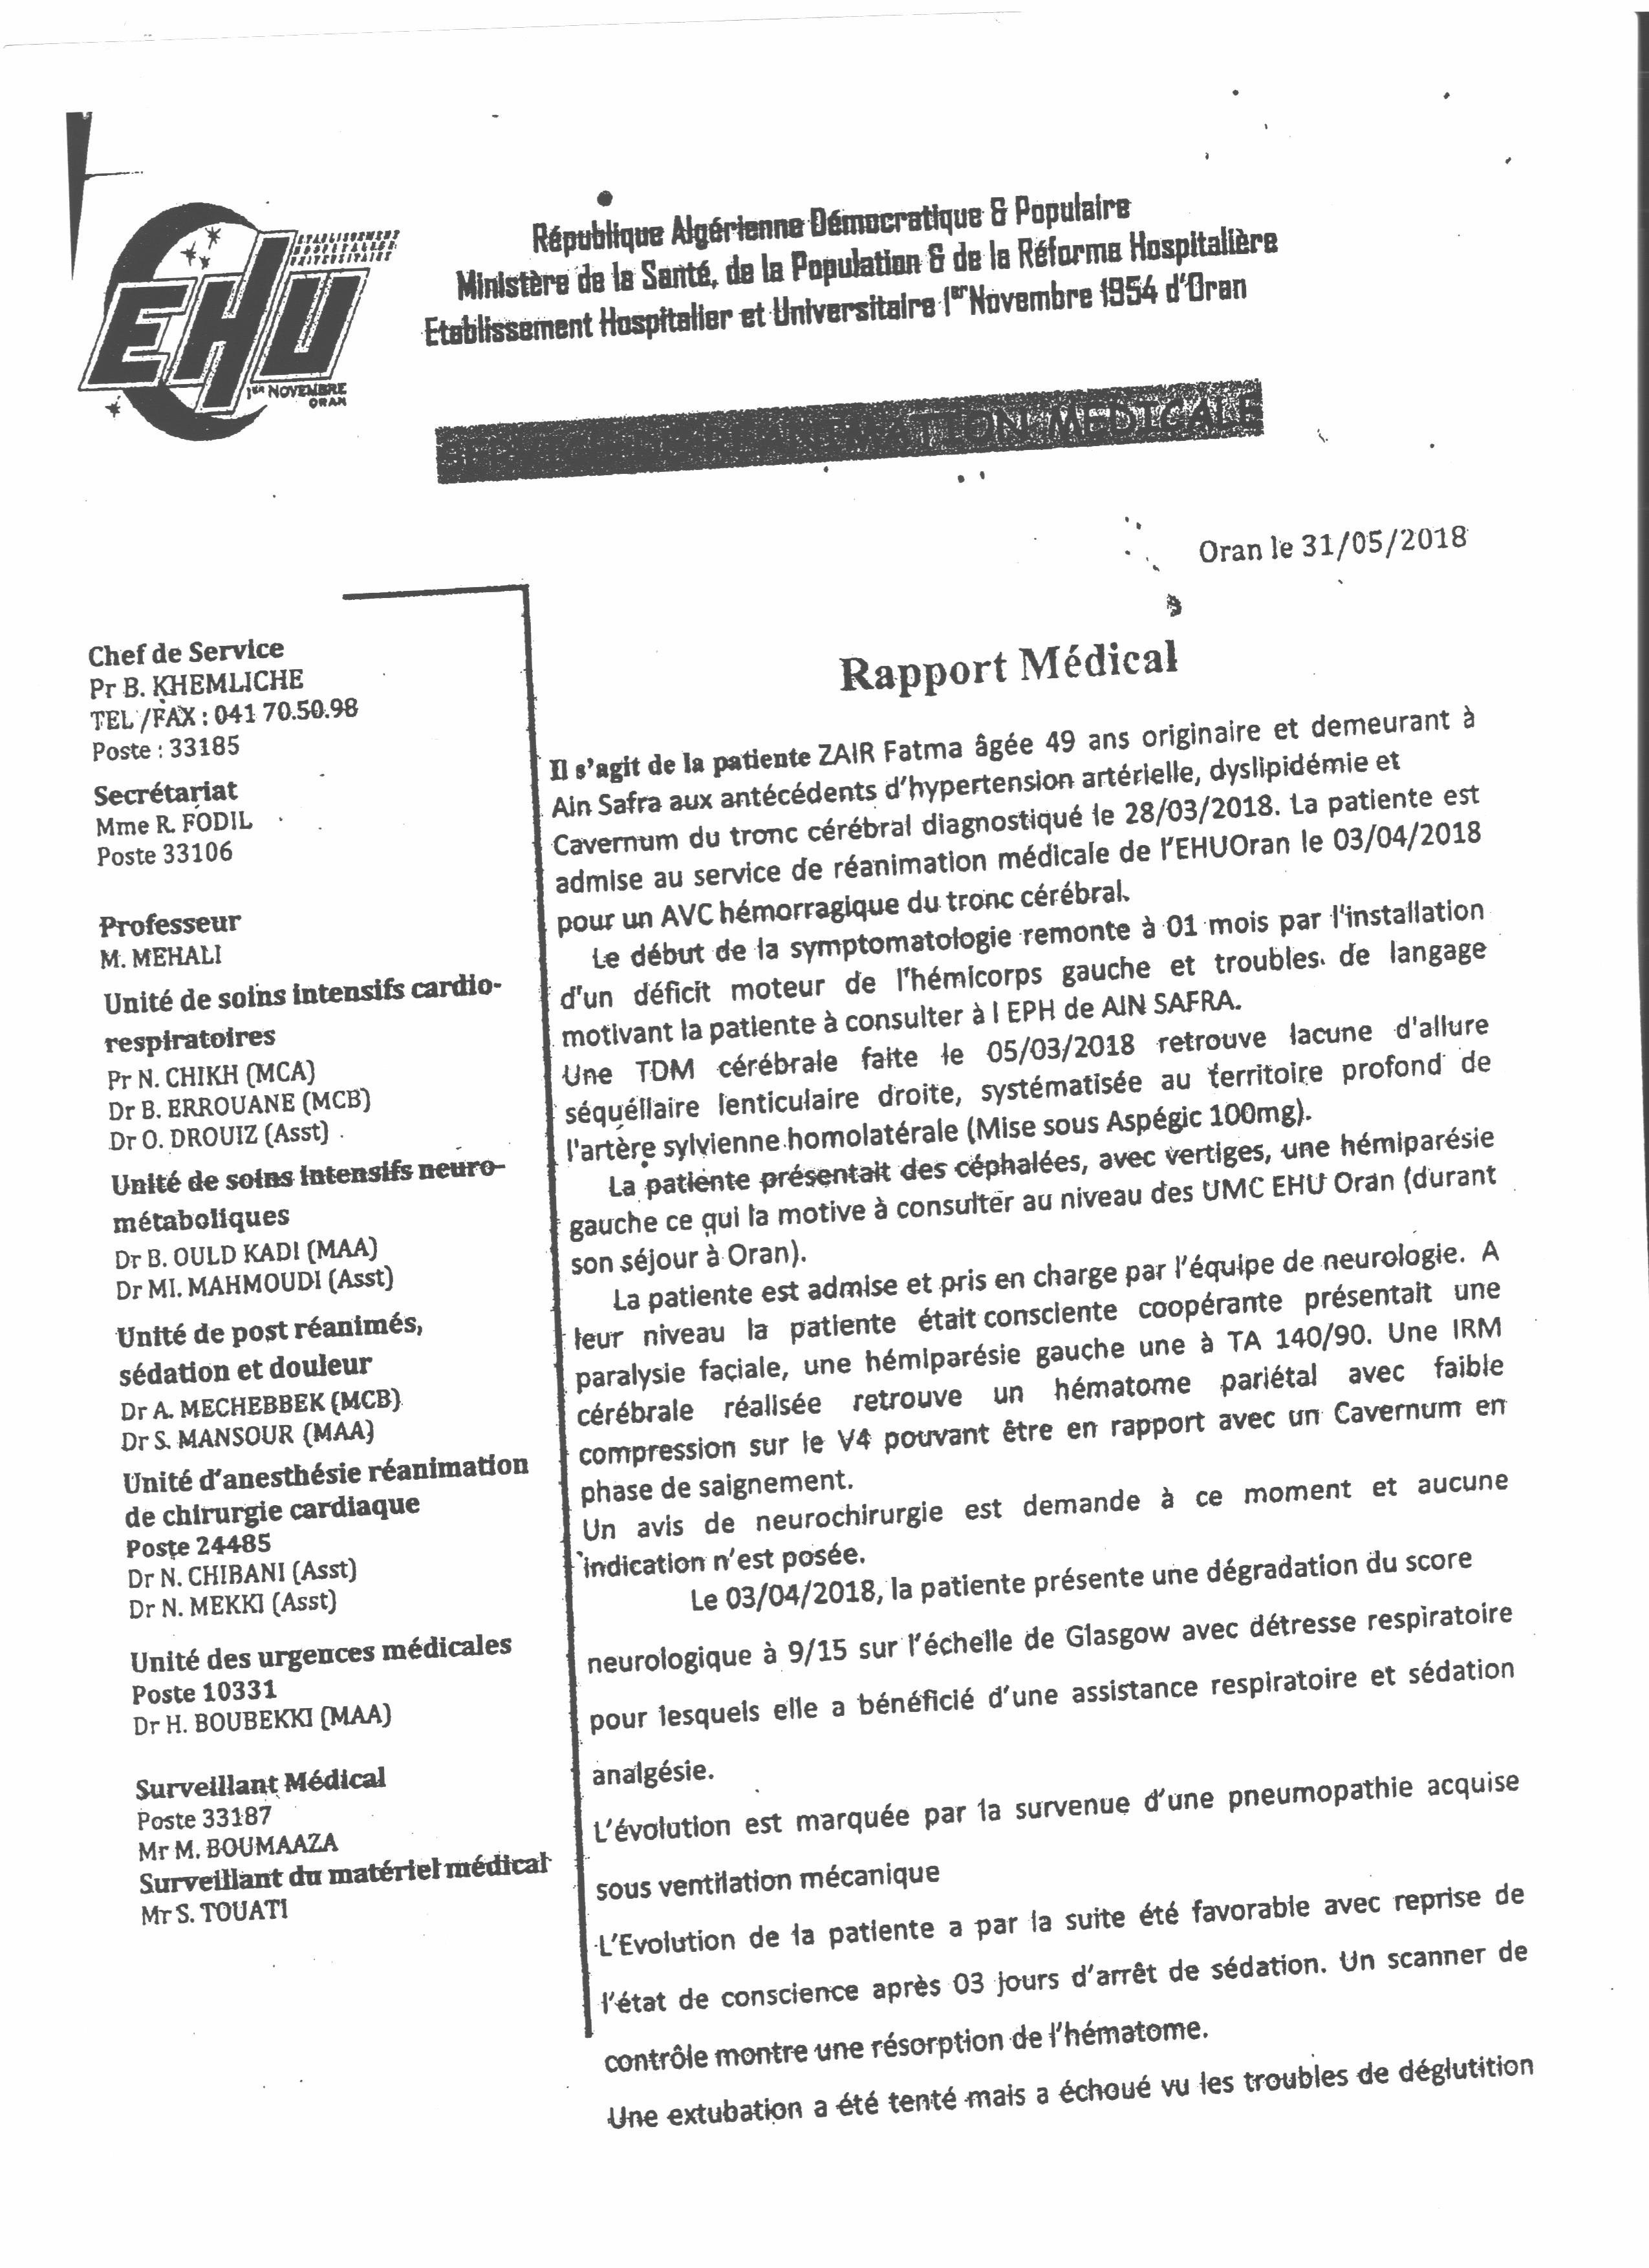 ETABLISSEMENT
HOSPITALIER
UNIVERSITAIRE
EHU
1ER NOVEMBRE
ORAN
République Algérienne Démocratique & Populaire
Ministère de la Santé, de la Population & de la Réforme Hospitalière
Etablissement Hospitalier et Universitaire 1er Novembre 1954 d'Oran
MEDICALE
Oran le 31/05/2018
Chef de Service
Pr B. KHEMLICHE
TEL /FAX : 041 70.50.98
Poste : 33185
Secrétariat
Mme R. FODIL
Poste 33106
Professeur
M. MEHALI
Unité de soins intensifs cardio-
respiratoires
Pr N. CHIKH (MCA)
Dr B. ERROUANE (MCB)
Dr O. DROUIZ (Asst)
Unité de soins intensifs neuro-
métaboliques
Dr B. OULD KADI (MAA)
Dr MI. MAHMOUDI (Asst)
Unité de post réanimés,
sédation et douleur
Dr A. MECHEBBEK (MCB)
Dr S. MANSOUR (MAA)
Unité d'anesthésie réanimation
de chirurgie cardiaque
Poste 24485
Dr N. CHIBANI (Asst)
Dr N. MEKKI (Asst)
Unité des urgences médicales
Poste 10331
Dr H. BOUBEKKI (MAA)
Surveillant Médical
Poste 33187
Mr M. BOUMAAZA
Surveillant du matériel médical
Mr S. TOUATI
Rapport Médical
Il s'agit de la patiente ZAIR Fatma âgée 49 ans originaire et demeurant à
Ain Safra aux antécédents d'hypertension artérielle, dyslipidémie et
Cavernum du tronc cérébral diagnostiqué le 28/03/2018. La patiente est
admise au service de réanimation médicale de l'EHUOran le 03/04/2018
pour un AVC hémorragique du tronc cérébral.
Le début de la symptomatologie remonte à 01 mois par l'installation
d'un déficit moteur de l'hémicorps gauche et troubles de langage
motivant la patiente à consulter à l EPH de AIN SAFRA.
Une TDM cérébrale faite le 05/03/2018 retrouve lacune d'allure
séquéllaire lenticulaire droite, systématisée au territoire profond de
l'artère sylvienne homolatérale (Mise sous Aspégic 100mg).
La patiente présentait des céphalées, avec vertiges, une hémiparésie
gauche ce qui la motive à consulter au niveau des UMC EHU Oran (durant
son séjour à Oran).
La patiente est admise et pris en charge par l'équipe de neurologie. A
leur niveau la patiente était consciente coopérante présentait une
paralysie faciale, une hémiparésie gauche une à TA 140/90. Une IRM
cérébrale réalisée retrouve un hématome pariétal avec faible
compression sur le V4 pouvant être en rapport avec un Cavernum en
phase de saignement.
Un avis de neurochirurgie est demande à ce moment et aucune
indication n'est posée.
Le 03/04/2018, la patiente présente une dégradation du score
neurologique à 9/15 sur l'échelle de Glasgow avec détresse respiratoire
pour lesquels elle a bénéficié d'une assistance respiratoire et sédation
analgésie.
L'évolution est marquée par la survenue d'une pneumopathie acquise
sous ventilation mécanique
L'Evolution de la patiente a par la suite été favorable avec reprise de
l'état de conscience après 03 jours d'arrêt de sédation. Un scanner de
contrôle montre une résorption de l'hématome.
Une extubation a été tenté mais a échoué vu les troubles de déglutition